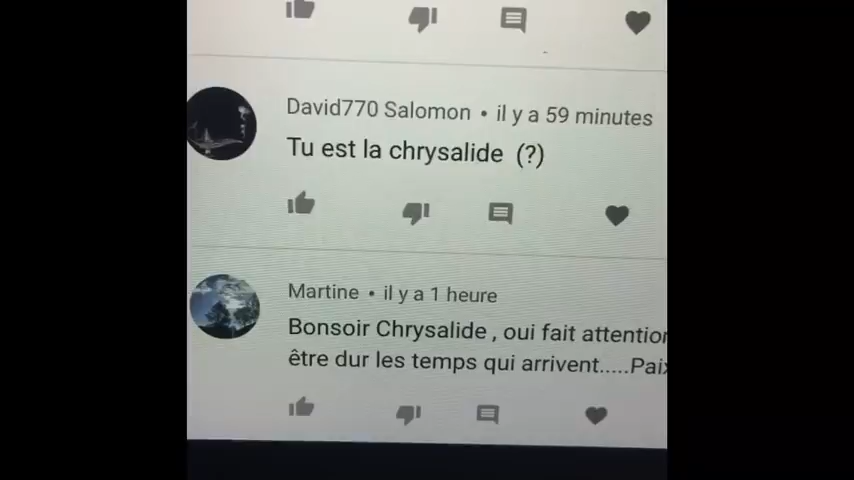 David770 Salomon • il y a 59 minutes
Tu est la chrysalide (?)
Martine • il y a 1 heure
Bonsoir Chrysalide , oui fait attention
être dur les temps qui arrivent.....Paix